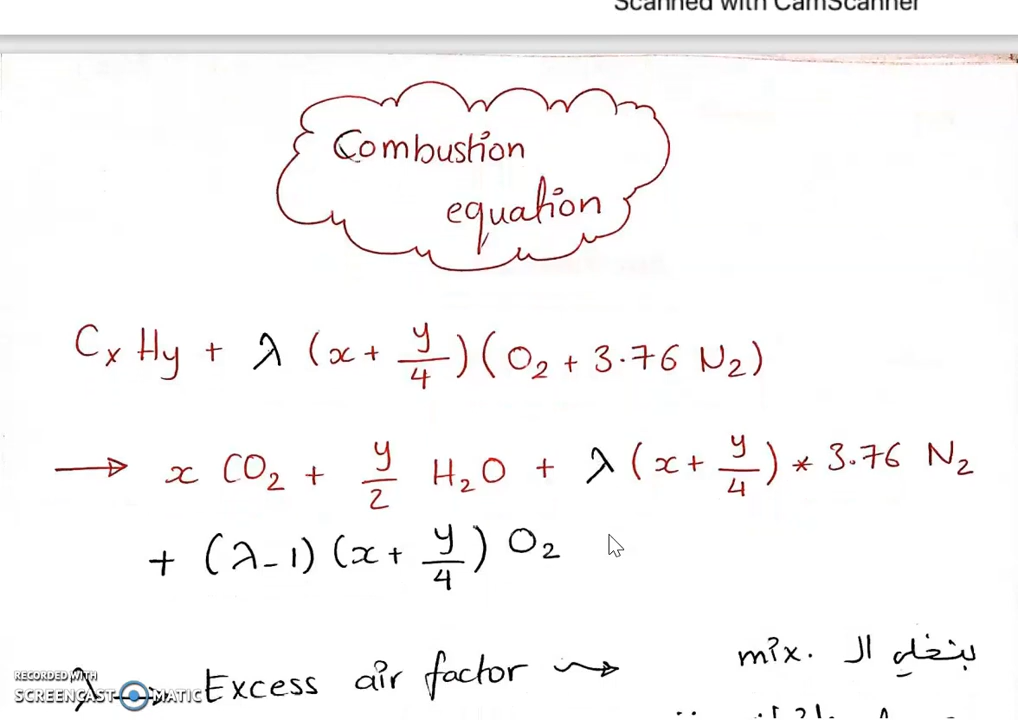 Scanned with CamScanner
Combustion
equation
CxHy + λ (x + y/4) (O2 + 3.76 N2)
→ x CO2 + y/2 H2O + λ (x + y/4) * 3.76 N2
+ (λ-1) (x + y/4) O2
λ → Excess air factor ⇝ بتخلي ال mix.
RECORDED WITH
SCREENCAST-O-MATIC